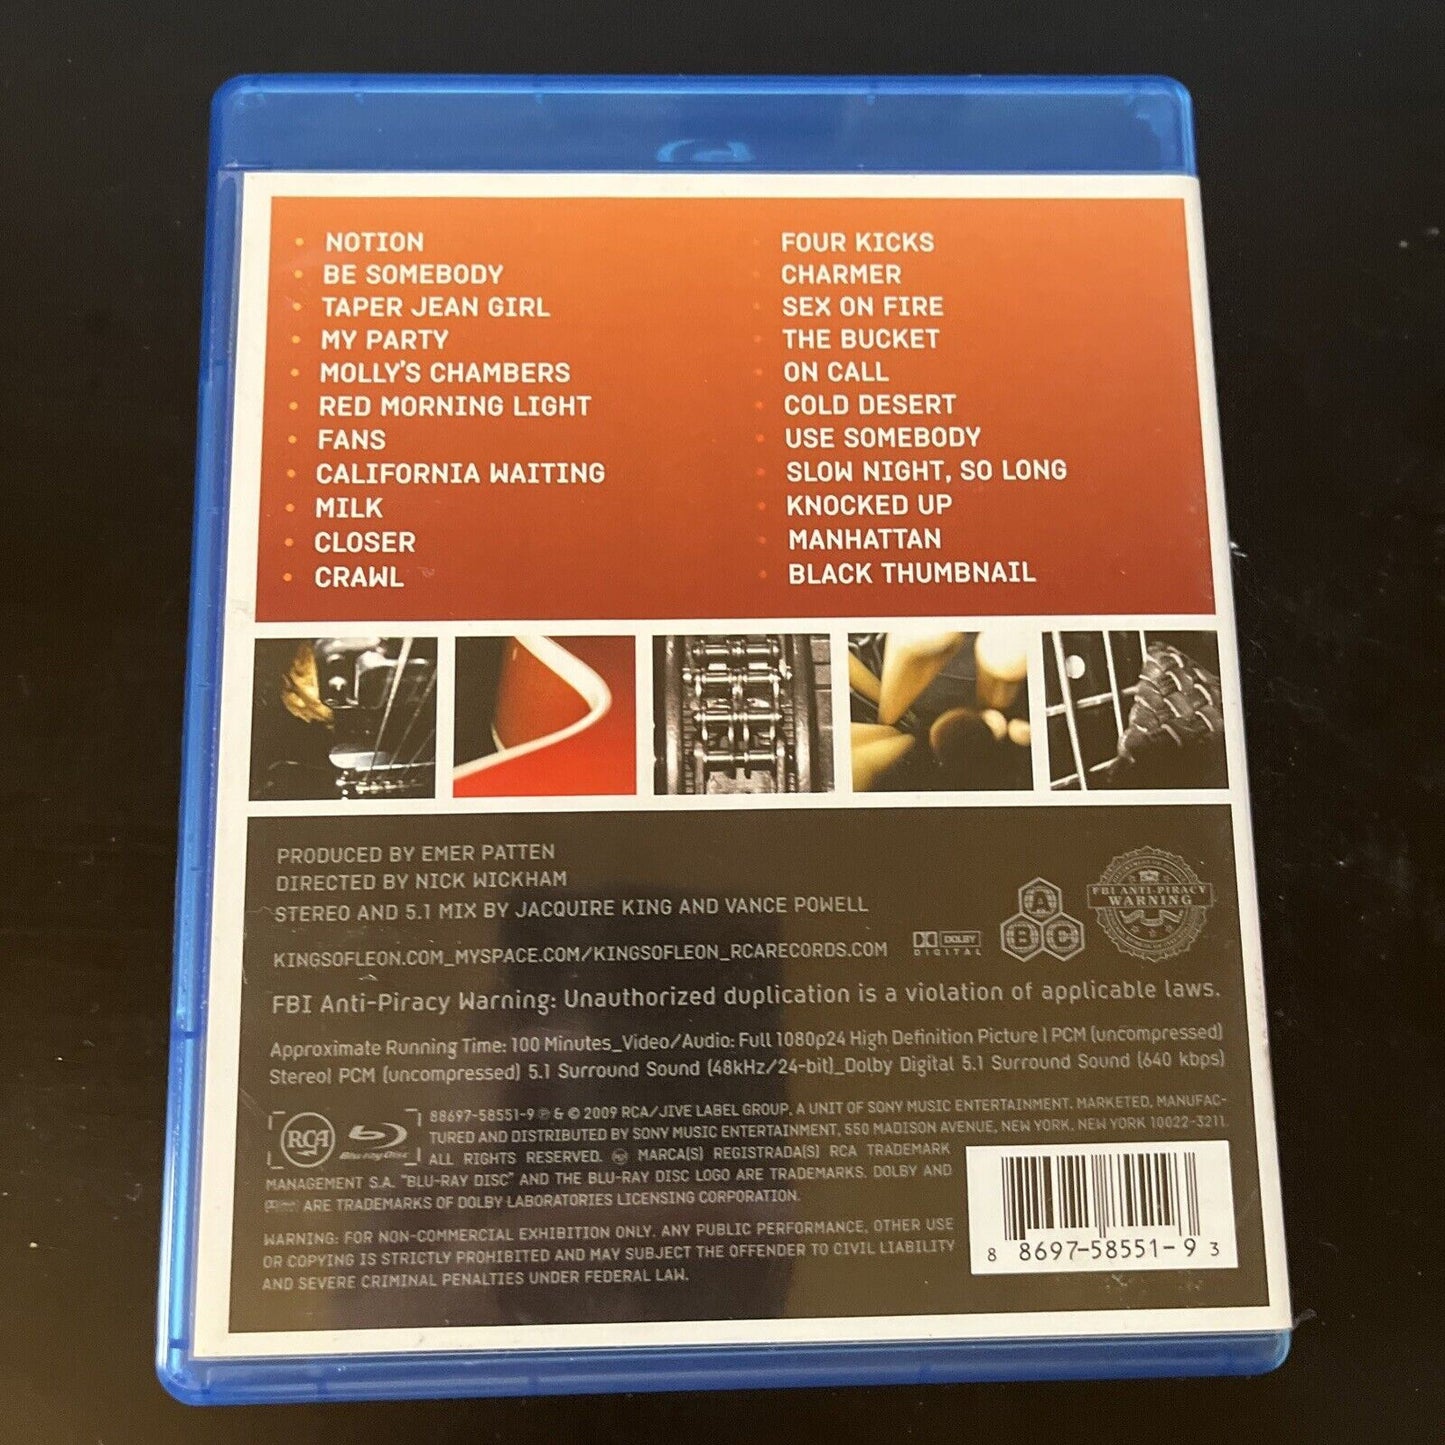 NOTION
BE SOMEBODY
TAPER JEAN GIRL
MY PARTY
MOLLY'S CHAMBERS
RED MORNING LIGHT
FANS
CALIFORNIA WAITING
MILK
CLOSER
CRAWL
FOUR KICKS
CHARMER
SEX ON FIRE
THE BUCKET
ON CALL
COLD DESERT
USE SOMEBODY
SLOW NIGHT, SO LONG
KNOCKED UP
MANHATTAN
BLACK THUMBNAIL
PRODUCED BY EMER PATTEN
DIRECTED BY NICK WICKHAM
STEREO AND 5.1 MIX BY JACQUIRE KING AND VANCE POWELL
KINGSOFLEON.COM_MYSPACE.COM/KINGSOFLEON_RCARECORDS.COM
DOLBY
DIGITAL
A
B C
FBI ANTI-PIRACY
WARNING
FBI Anti-Piracy Warning: Unauthorized duplication is a violation of applicable laws.
Approximate Running Time: 100 Minutes_Video/Audio: Full 1080p24 High Definition Picture | PCM (uncompressed)
Stereo| PCM (uncompressed) 5.1 Surround Sound (48kHz/24-bit)_Dolby Digital 5.1 Surround Sound (640 kbps)
RCA
Blu-ray Disc
88697-58551-9 ℗ & © 2009 RCA/JIVE LABEL GROUP, A UNIT OF SONY MUSIC ENTERTAINMENT. MARKETED, MANUFAC-
TURED AND DISTRIBUTED BY SONY MUSIC ENTERTAINMENT, 550 MADISON AVENUE, NEW YORK, NEW YORK 10022-3211.
ALL RIGHTS RESERVED. MARCA(S) REGISTRADA(S) RCA TRADEMARK
MANAGEMENT S.A. "BLU-RAY DISC" AND THE BLU-RAY DISC LOGO ARE TRADEMARKS. DOLBY AND
ARE TRADEMARKS OF DOLBY LABORATORIES LICENSING CORPORATION.
WARNING: FOR NON-COMMERCIAL EXHIBITION ONLY. ANY PUBLIC PERFORMANCE, OTHER USE
OR COPYING IS STRICTLY PROHIBITED AND MAY SUBJECT THE OFFENDER TO CIVIL LIABILITY
AND SEVERE CRIMINAL PENALTIES UNDER FEDERAL LAW.
8 8697-58551-9 3